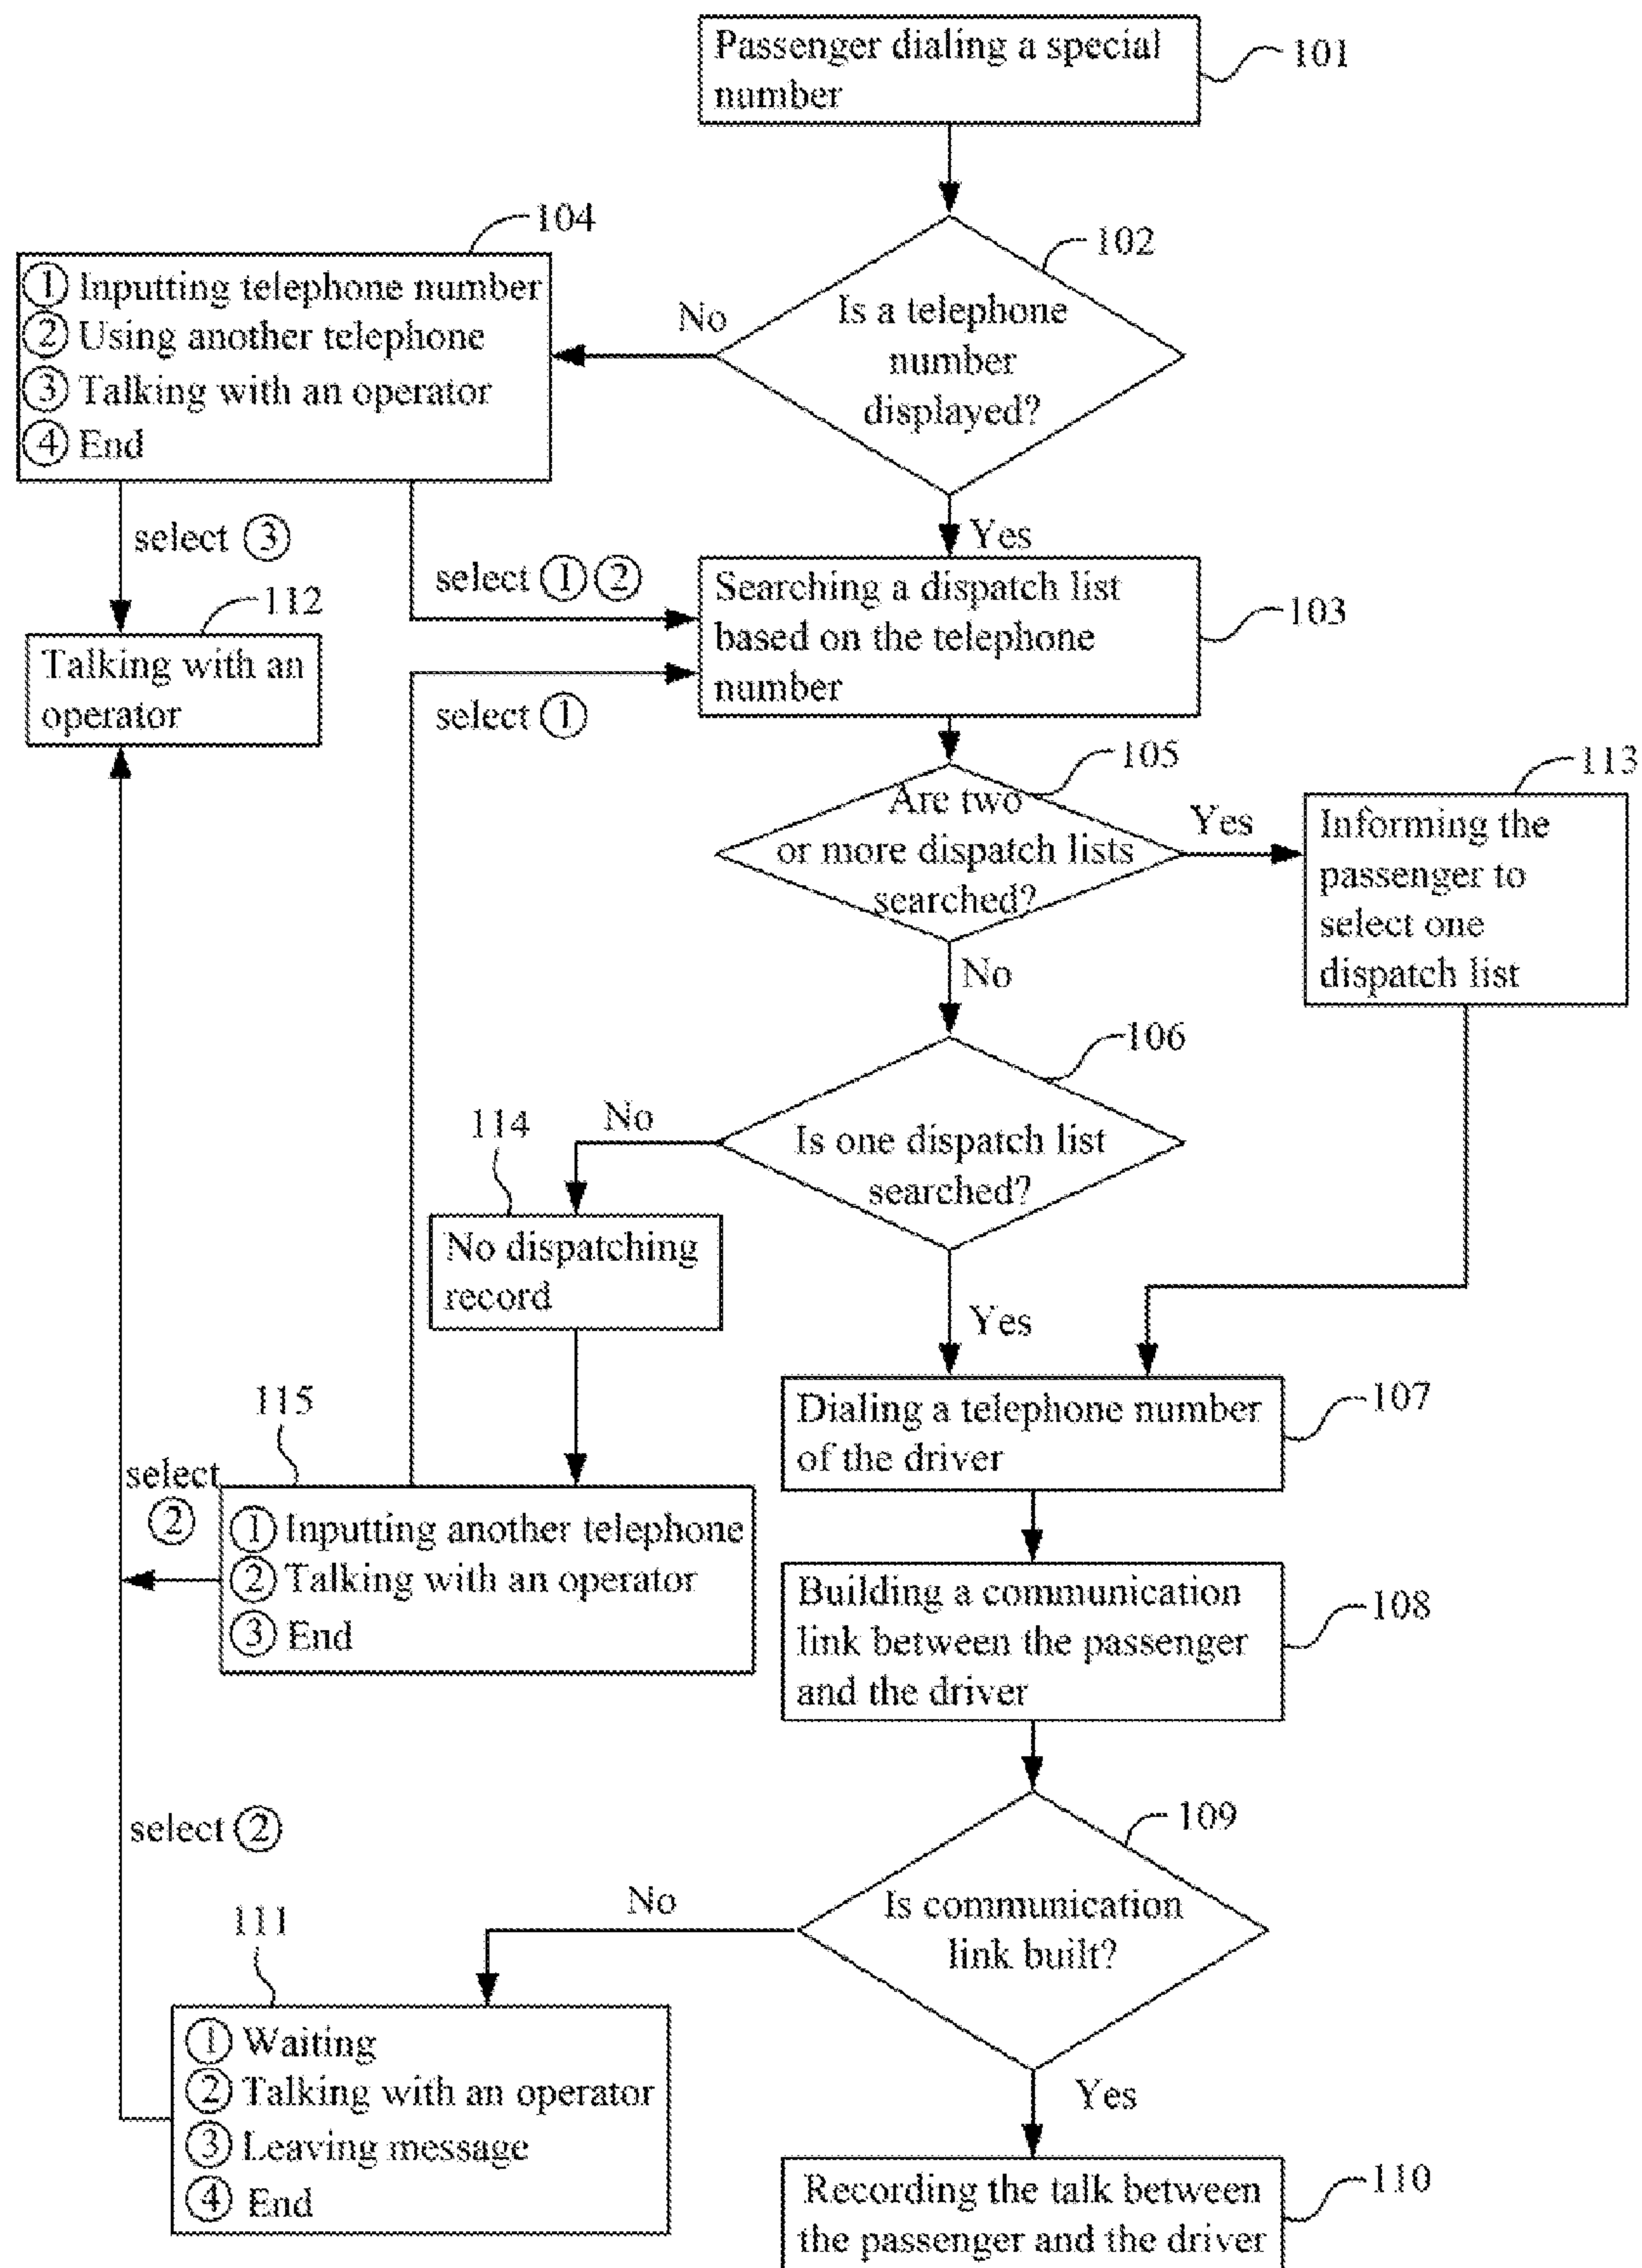 Passenger dialing a special
number
101
102
Is a telephone
number
displayed?
No
Yes
104
① Inputting telephone number
② Using another telephone
③ Talking with an operator
④ End
select ③
select ① ②
112
Talking with an
operator
Searching a dispatch list
based on the telephone
number
103
select ①
105
Are two
or more dispatch lists
searched?
Yes
No
113
Informing the
passenger to
select one
dispatch list
106
Is one dispatch list
searched?
No
Yes
114
No dispatching
record
Dialing a telephone number
of the driver
107
115
① Inputting another telephone
② Talking with an operator
③ End
select
②
Building a communication
link between the passenger
and the driver
108
109
Is communication
link built?
No
Yes
select ②
111
① Waiting
② Talking with an operator
③ Leaving message
④ End
Recording the talk between
the passenger and the driver
110